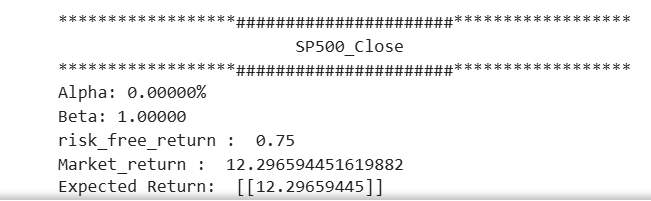 ******************######################******************
SP500_Close
******************######################******************
Alpha: 0.00000%
Beta: 1.00000
risk_free_return :  0.75
Market_return :  12.296594451619882
Expected Return:  [[12.29659445]]